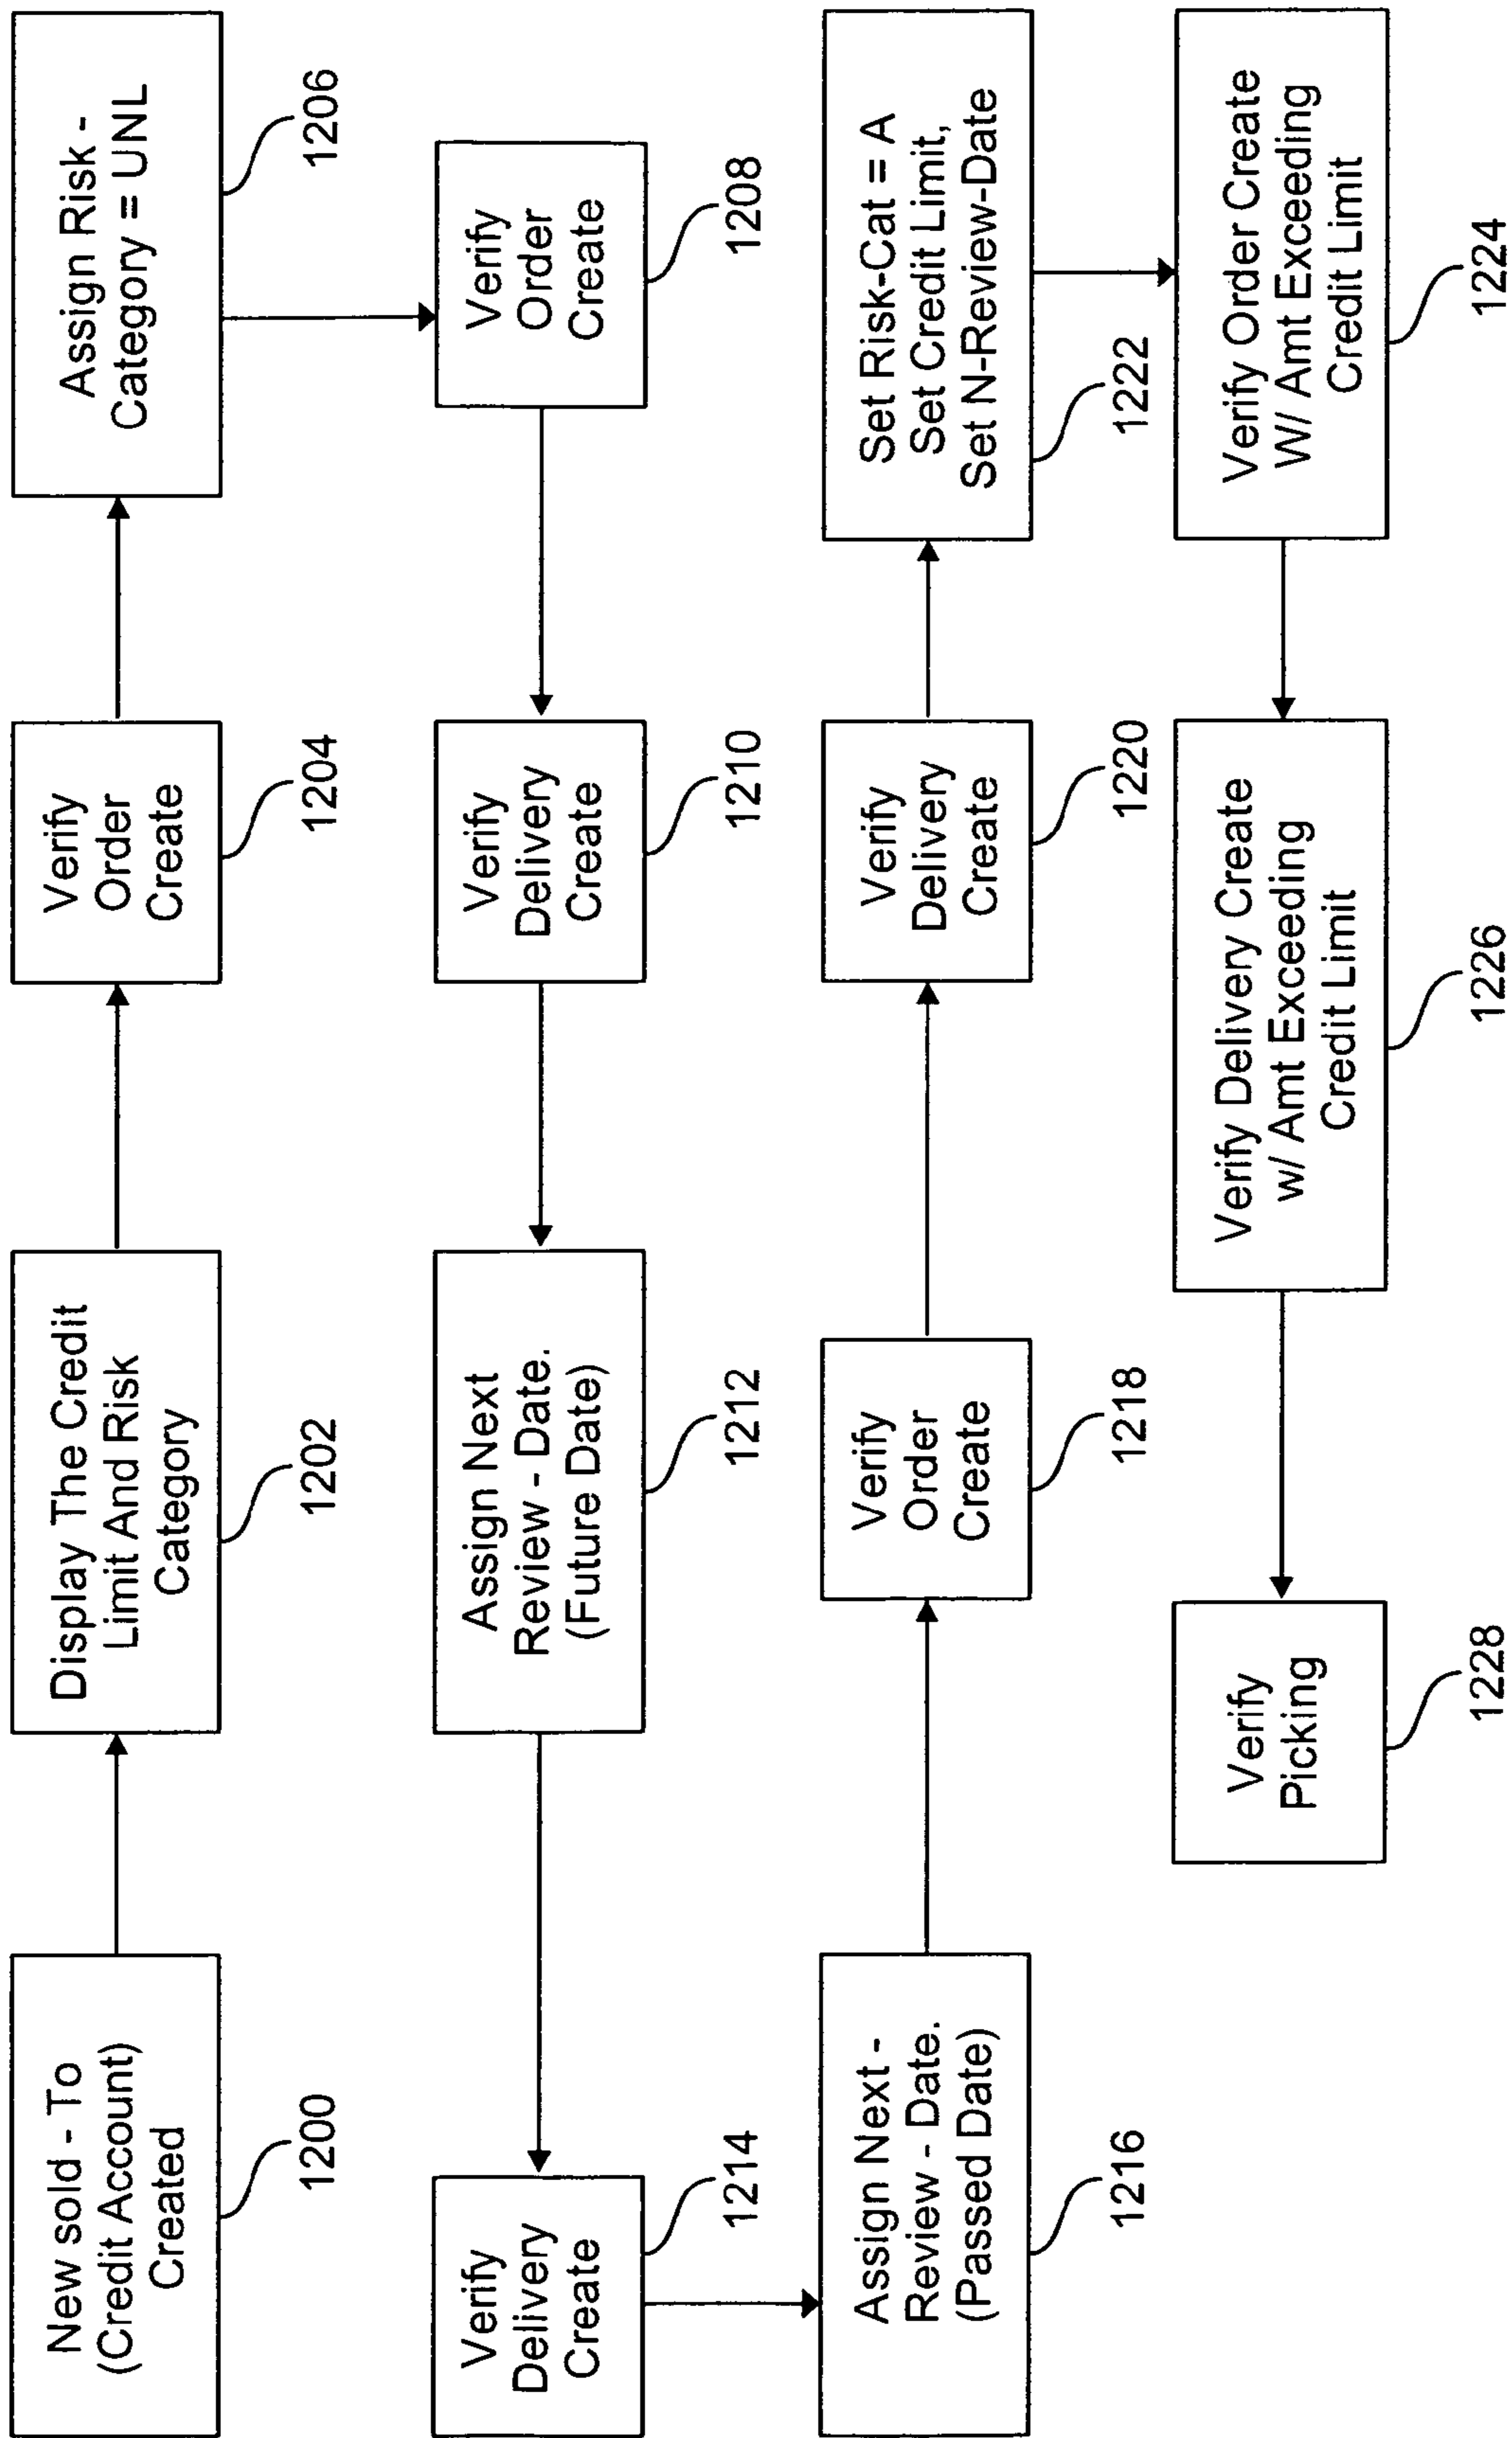 New sold - To
(Credit Account)
Created
1200
Display The Credit
Limit And Risk
Category
1202
Verify
Order
Create
1204
Assign Risk -
Category = UNL
1206
Verify
Order
Create
1208
Verify
Delivery
Create
1210
Assign Next
Review - Date.
(Future Date)
1212
Verify
Delivery
Create
1214
Assign Next -
Review - Date.
(Passed Date)
1216
Verify
Order
Create
1218
Verify
Delivery
Create
1220
Set Risk-Cat = A
Set Credit Limit,
Set N-Review-Date
1222
Verify Order Create
W/ Amt Exceeding
Credit Limit
1224
Verify Delivery Create
w/ Amt Exceeding
Credit Limit
1226
Verify
Picking
1228